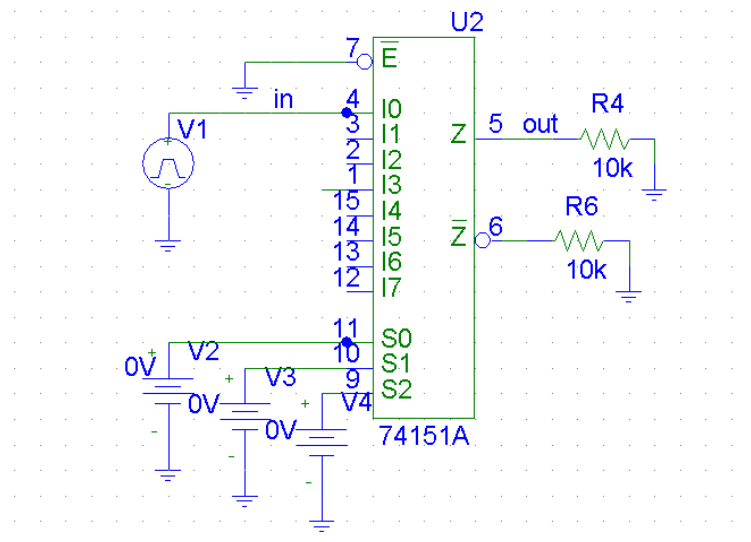 U2
7 E̅
in
4 I0
V1
3 I1
R4
2 I2
Z 5 out
1 I3
10k
15 I4
R6
14 I5
Z̅ 6
13 I6
10k
12 I7
11 S0
V2
10 S1
0V
V3
9 S2
0V
V4
0V
74151A